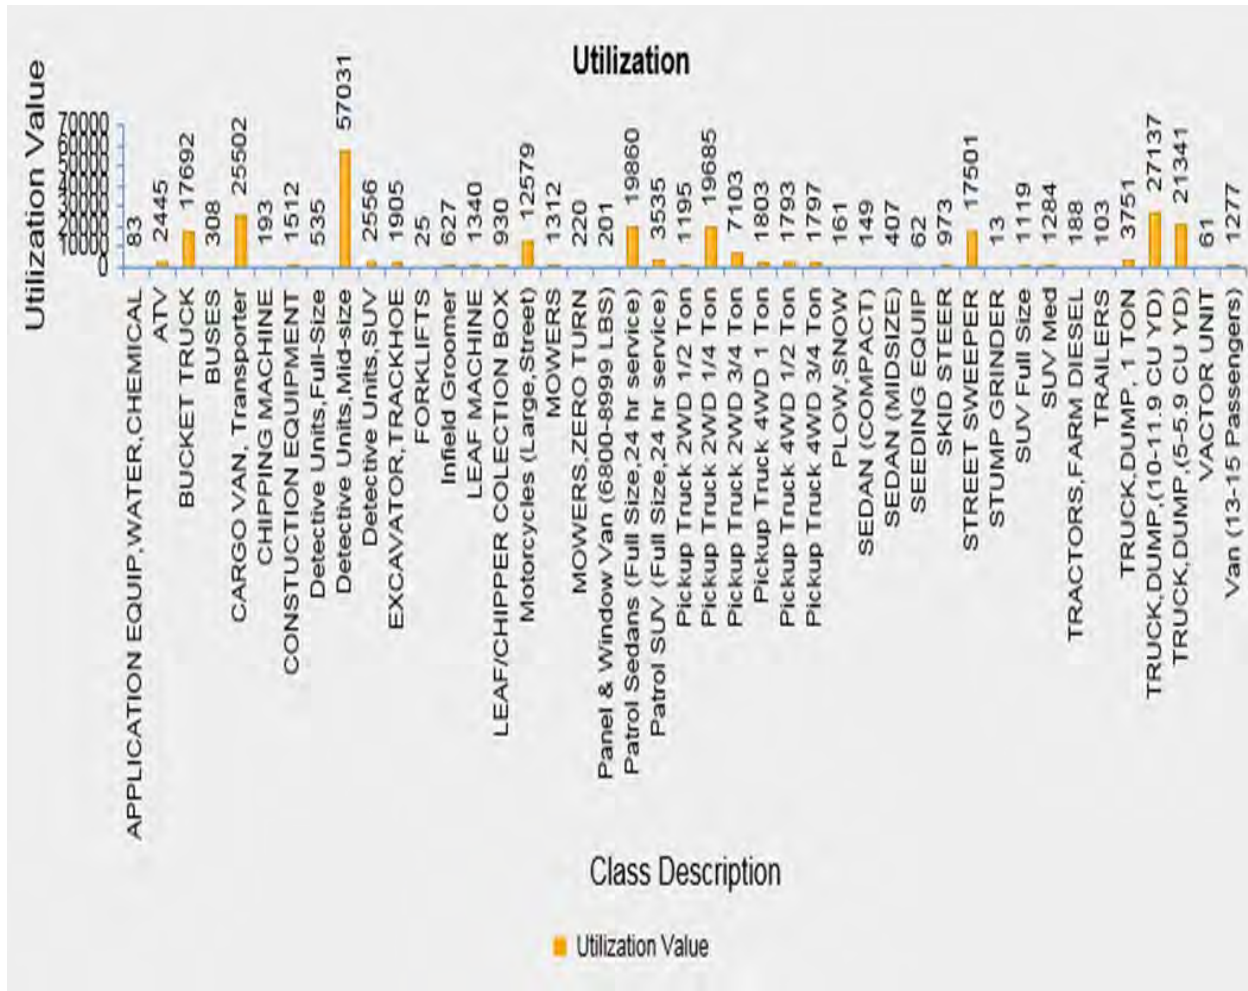 Utilization
Utilization Value
70000
60000
50000
40000
30000
20000
10000
0
83
2445
17692
308
25502
193
1512
535
57031
2556
1905
25
627
1340
930
12579
1312
220
201
19860
3535
1195
19685
7103
1803
1793
1797
161
149
407
62
973
17501
13
1119
1284
188
103
3751
27137
21341
61
1277
APPLICATION EQUIP,WATER,CHEMICAL
ATV
BUCKET TRUCK
BUSES
CARGO VAN, Transporter
CHIPPING MACHINE
CONSTUCTION EQUIPMENT
Detective Units,Full-Size
Detective Units,Mid-size
Detective Units,SUV
EXCAVATOR,TRACKHOE
FORKLIFTS
Infield Groomer
LEAF MACHINE
LEAF/CHIPPER COLECTION BOX
Motorcycles (Large,Street)
MOWERS
MOWERS,ZERO TURN
Panel & Window Van (6800-8999 LBS)
Patrol Sedans (Full Size,24 hr service)
Patrol SUV (Full Size,24 hr service)
Pickup Truck 2WD 1/2 Ton
Pickup Truck 2WD 1/4 Ton
Pickup Truck 2WD 3/4 Ton
Pickup Truck 4WD 1 Ton
Pickup Truck 4WD 1/2 Ton
Pickup Truck 4WD 3/4 Ton
PLOW,SNOW
SEDAN (COMPACT)
SEDAN (MIDSIZE)
SEEDING EQUIP
SKID STEER
STREET SWEEPER
STUMP GRINDER
SUV Full Size
SUV Med
TRACTORS,FARM DIESEL
TRAILERS
TRUCK,DUMP, 1 TON
TRUCK,DUMP,(10-11.9 CU YD)
TRUCK,DUMP,(5-5.9 CU YD)
VACTOR UNIT
Van (13-15 Passengers)
Class Description
Utilization Value